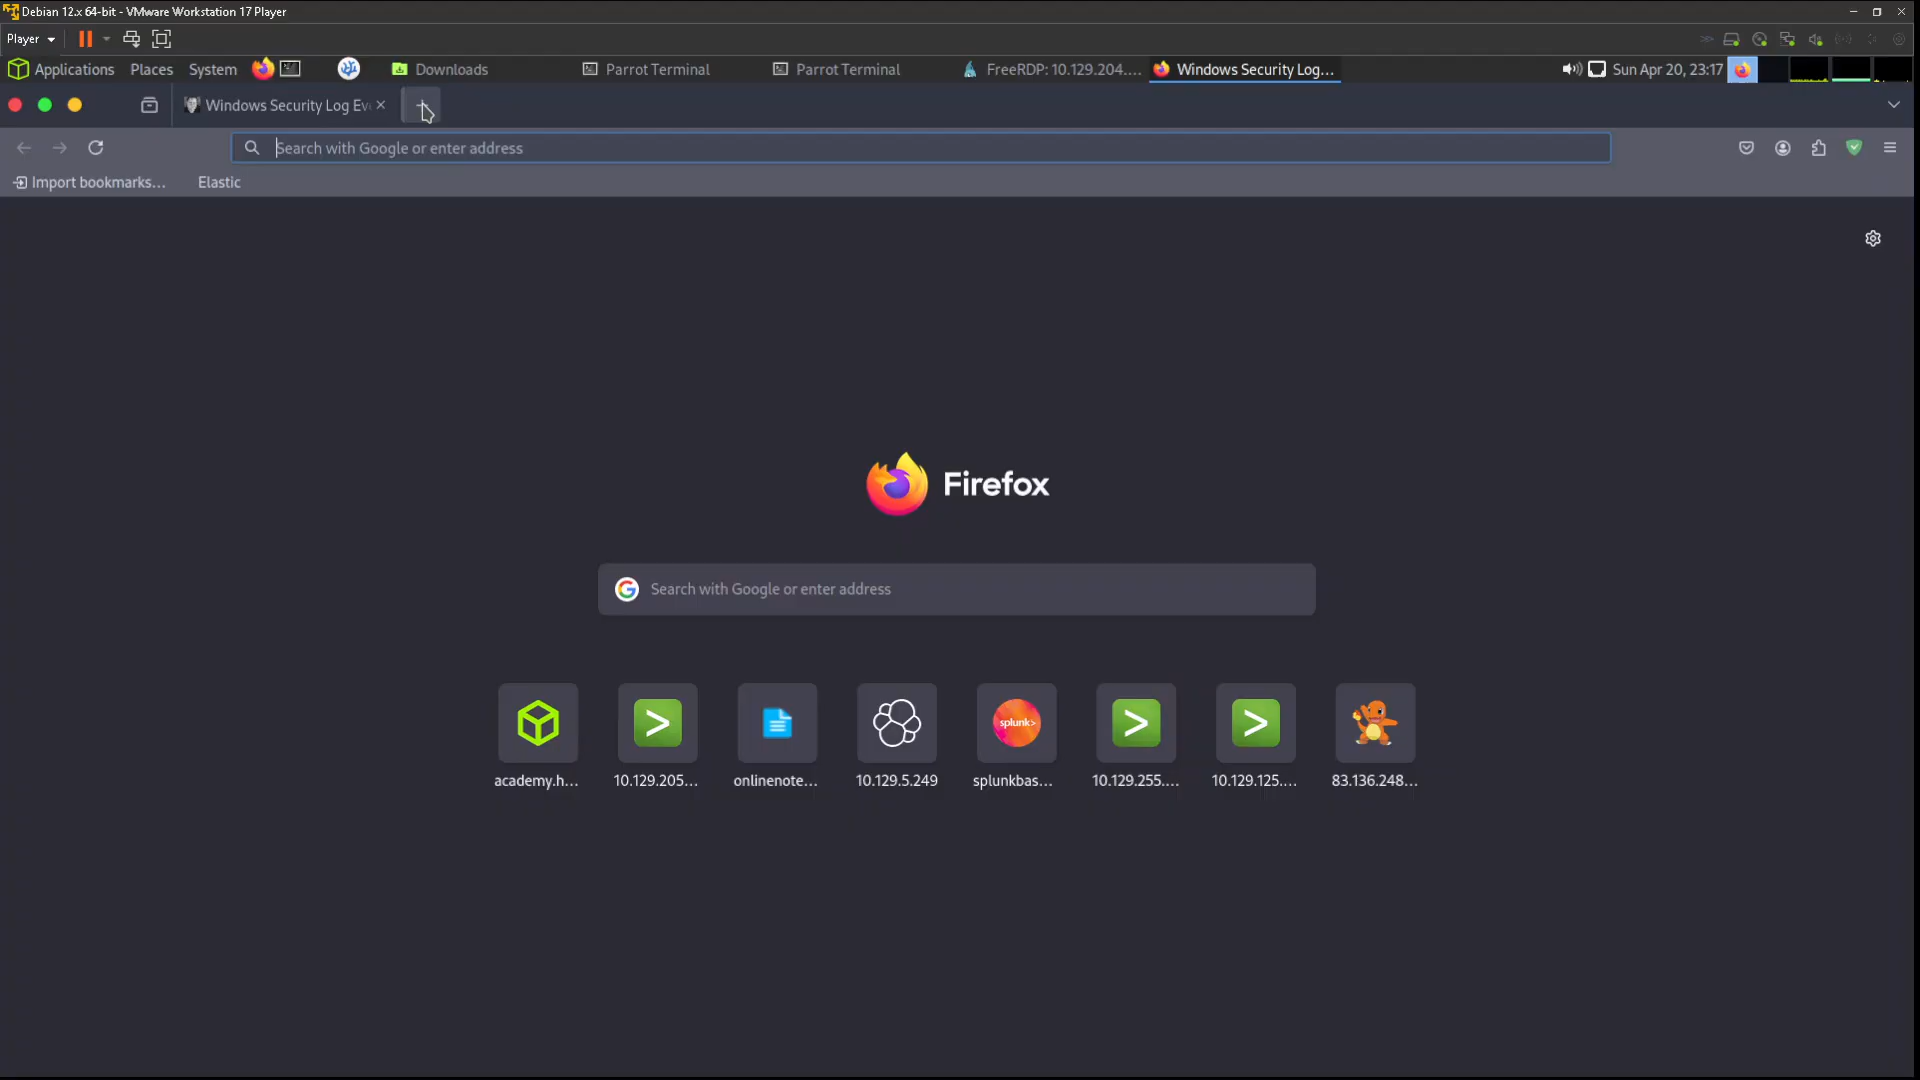 Debian 12.x 64-bit - VMware Workstation 17 Player
Player
Applications Places System Downloads Parrot Terminal Parrot Terminal FreeRDP: 10.129.204.... Windows Security Log... Sun Apr 20, 23:17
Windows Security Log Eve
Search with Google or enter address
Import bookmarks... Elastic
Firefox
Search with Google or enter address
splunk>
academy.h... 10.129.205... onlinenote... 10.129.5.249 splunkbas... 10.129.255.... 10.129.125.... 83.136.248...